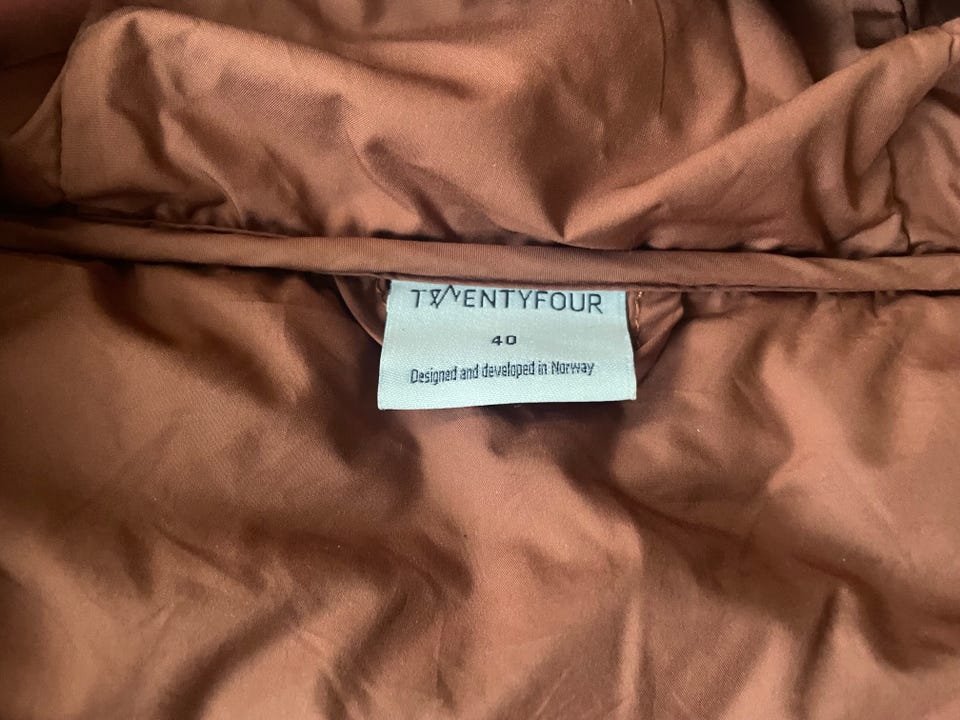 TWENTYFOUR
40
Designed and developed in Norway